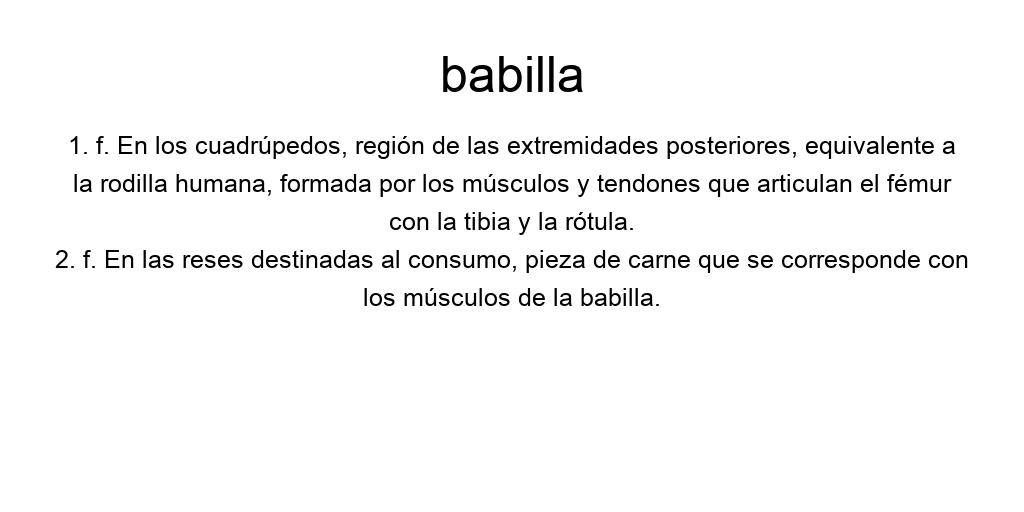 babilla
1. f. En los cuadrúpedos, región de las extremidades posteriores, equivalente a
la rodilla humana, formada por los músculos y tendones que articulan el fémur
con la tibia y la rótula.
2. f. En las reses destinadas al consumo, pieza de carne que se corresponde con
los músculos de la babilla.